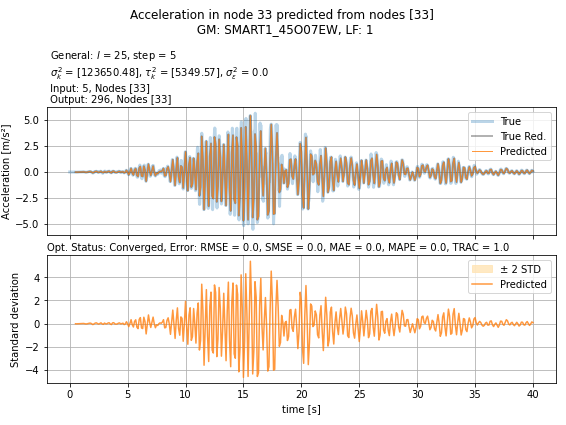 Acceleration in node 33 predicted from nodes [33]
GM: SMART1_45O07EW, LF: 1
General: l = 25, step = 5
σ²ₖ = [123650.48], τ²ₖ = [5349.57], σ²ε = 0.0
Input: 5, Nodes [33]
Output: 296, Nodes [33]
Acceleration [m/s²]
5.0
2.5
0.0
−2.5
−5.0
True
True Red.
Predicted
Opt. Status: Converged, Error: RMSE = 0.0, SMSE = 0.0, MAE = 0.0, MAPE = 0.0, TRAC = 1.0
Standard deviation
4
2
0
−2
−4
± 2 STD
Predicted
0 5 10 15 20 25 30 35 40
time [s]